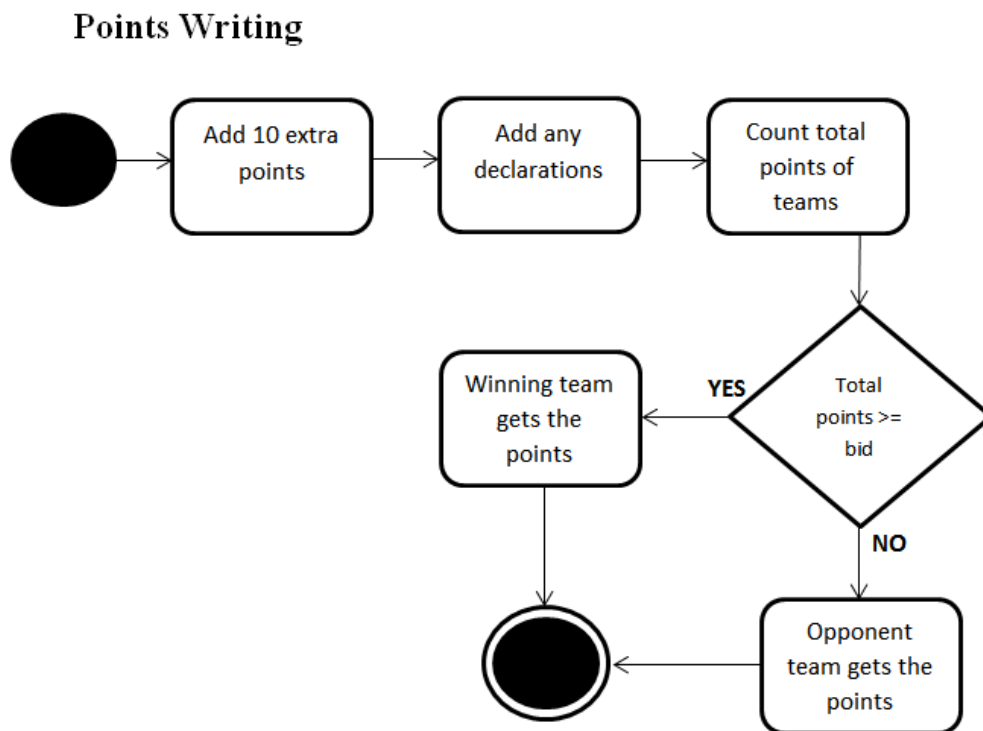 Points Writing
Add 10 extra
points
Add any
declarations
Count total
points of
teams
Total
points >=
bid
YES
Winning team
gets the
points
NO
Opponent
team gets the
points